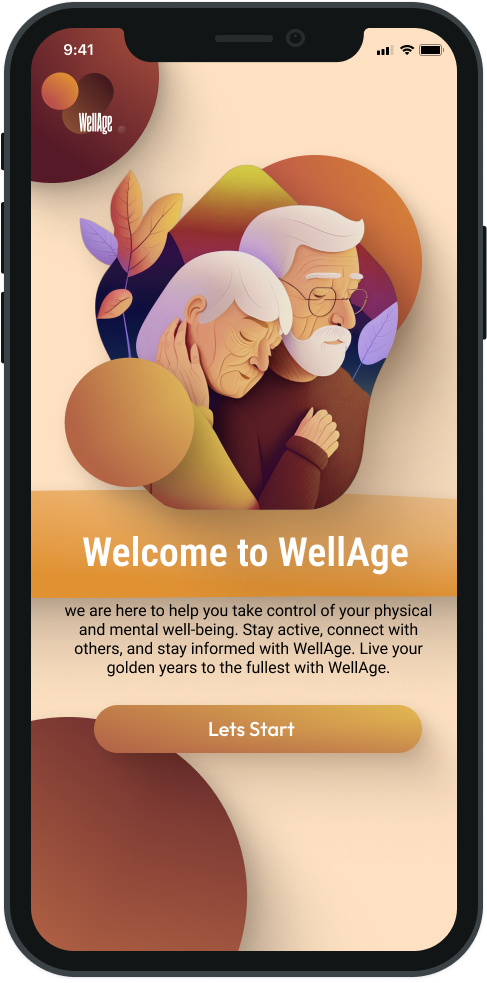 9:41
WellAge
Welcome to WellAge
we are here to help you take control of your physical
and mental well-being. Stay active, connect with
others, and stay informed with WellAge. Live your
golden years to the fullest with WellAge.
Lets Start